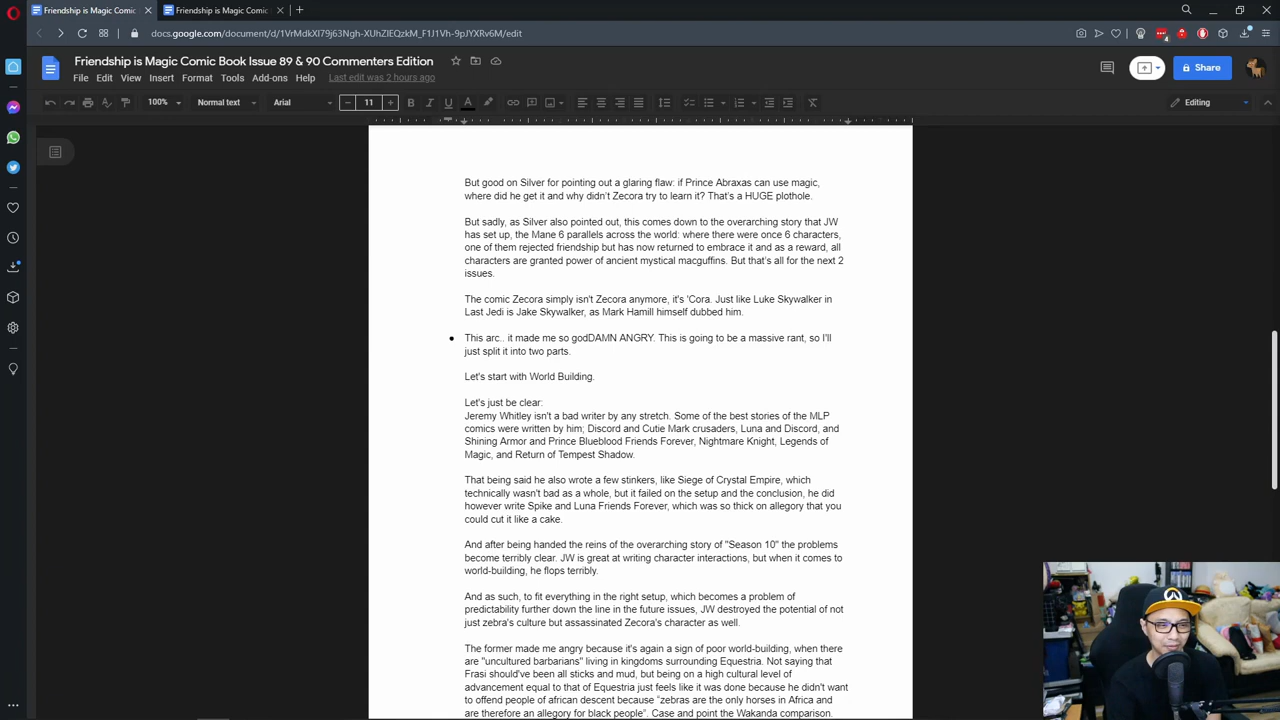 Friendship is Magic Comic
Friendship is Magic Comic Boo
docs.google.com/document/d/1VrMdkXl79j63Ngh-XUhZlEQzkM_F1J1Vh-9pJYXRv6M/edit
Friendship is Magic Comic Book Issue 89 & 90 Commenters Edition
File Edit View Insert Format Tools Add-ons Help Last edit was 2 hours ago
Share
100% Normal text Arial 11 Editing
But good on Silver for pointing out a glaring flaw: if Prince Abraxas can use magic,
where did he get it and why didn't Zecora try to learn it? That's a HUGE plothole.
But sadly, as Silver also pointed out, this comes down to the overarching story that JW
has set up, the Mane 6 parallels across the world: where there were once 6 characters,
one of them rejected friendship but has now returned to embrace it and as a reward, all
characters are granted power of ancient mystical macguffins. But that's all for the next 2
issues.
The comic Zecora simply isn't Zecora anymore, it's 'Cora. Just like Luke Skywalker in
Last Jedi is Jake Skywalker, as Mark Hamill himself dubbed him.
● This arc.. it made me so godDAMN ANGRY. This is going to be a massive rant, so I'll
just split it into two parts.
Let's start with World Building.
Let's just be clear:
Jeremy Whitley isn't a bad writer by any stretch. Some of the best stories of the MLP
comics were written by him; Discord and Cutie Mark crusaders, Luna and Discord, and
Shining Armor and Prince Blueblood Friends Forever, Nightmare Knight, Legends of
Magic, and Return of Tempest Shadow.
That being said he also wrote a few stinkers, like Siege of Crystal Empire, which
technically wasn't bad as a whole, but it failed on the setup and the conclusion, he did
however write Spike and Luna Friends Forever, which was so thick on allegory that you
could cut it like a cake.
And after being handed the reins of the overarching story of "Season 10" the problems
become terribly clear. JW is great at writing character interactions, but when it comes to
world-building, he flops terribly.
And as such, to fit everything in the right setup, which becomes a problem of
predictability further down the line in the future issues, JW destroyed the potential of not
just zebra's culture but assassinated Zecora's character as well.
The former made me angry because it's again a sign of poor world-building, when there
are "uncultured barbarians" living in kingdoms surrounding Equestria. Not saying that
Frasi should've been all sticks and mud, but being on a high cultural level of
advancement equal to that of Equestria just feels like it was done because he didn't want
to offend people of african descent because "zebras are the only horses in Africa and
are therefore an allegory for black people". Case and point the Wakanda comparison.